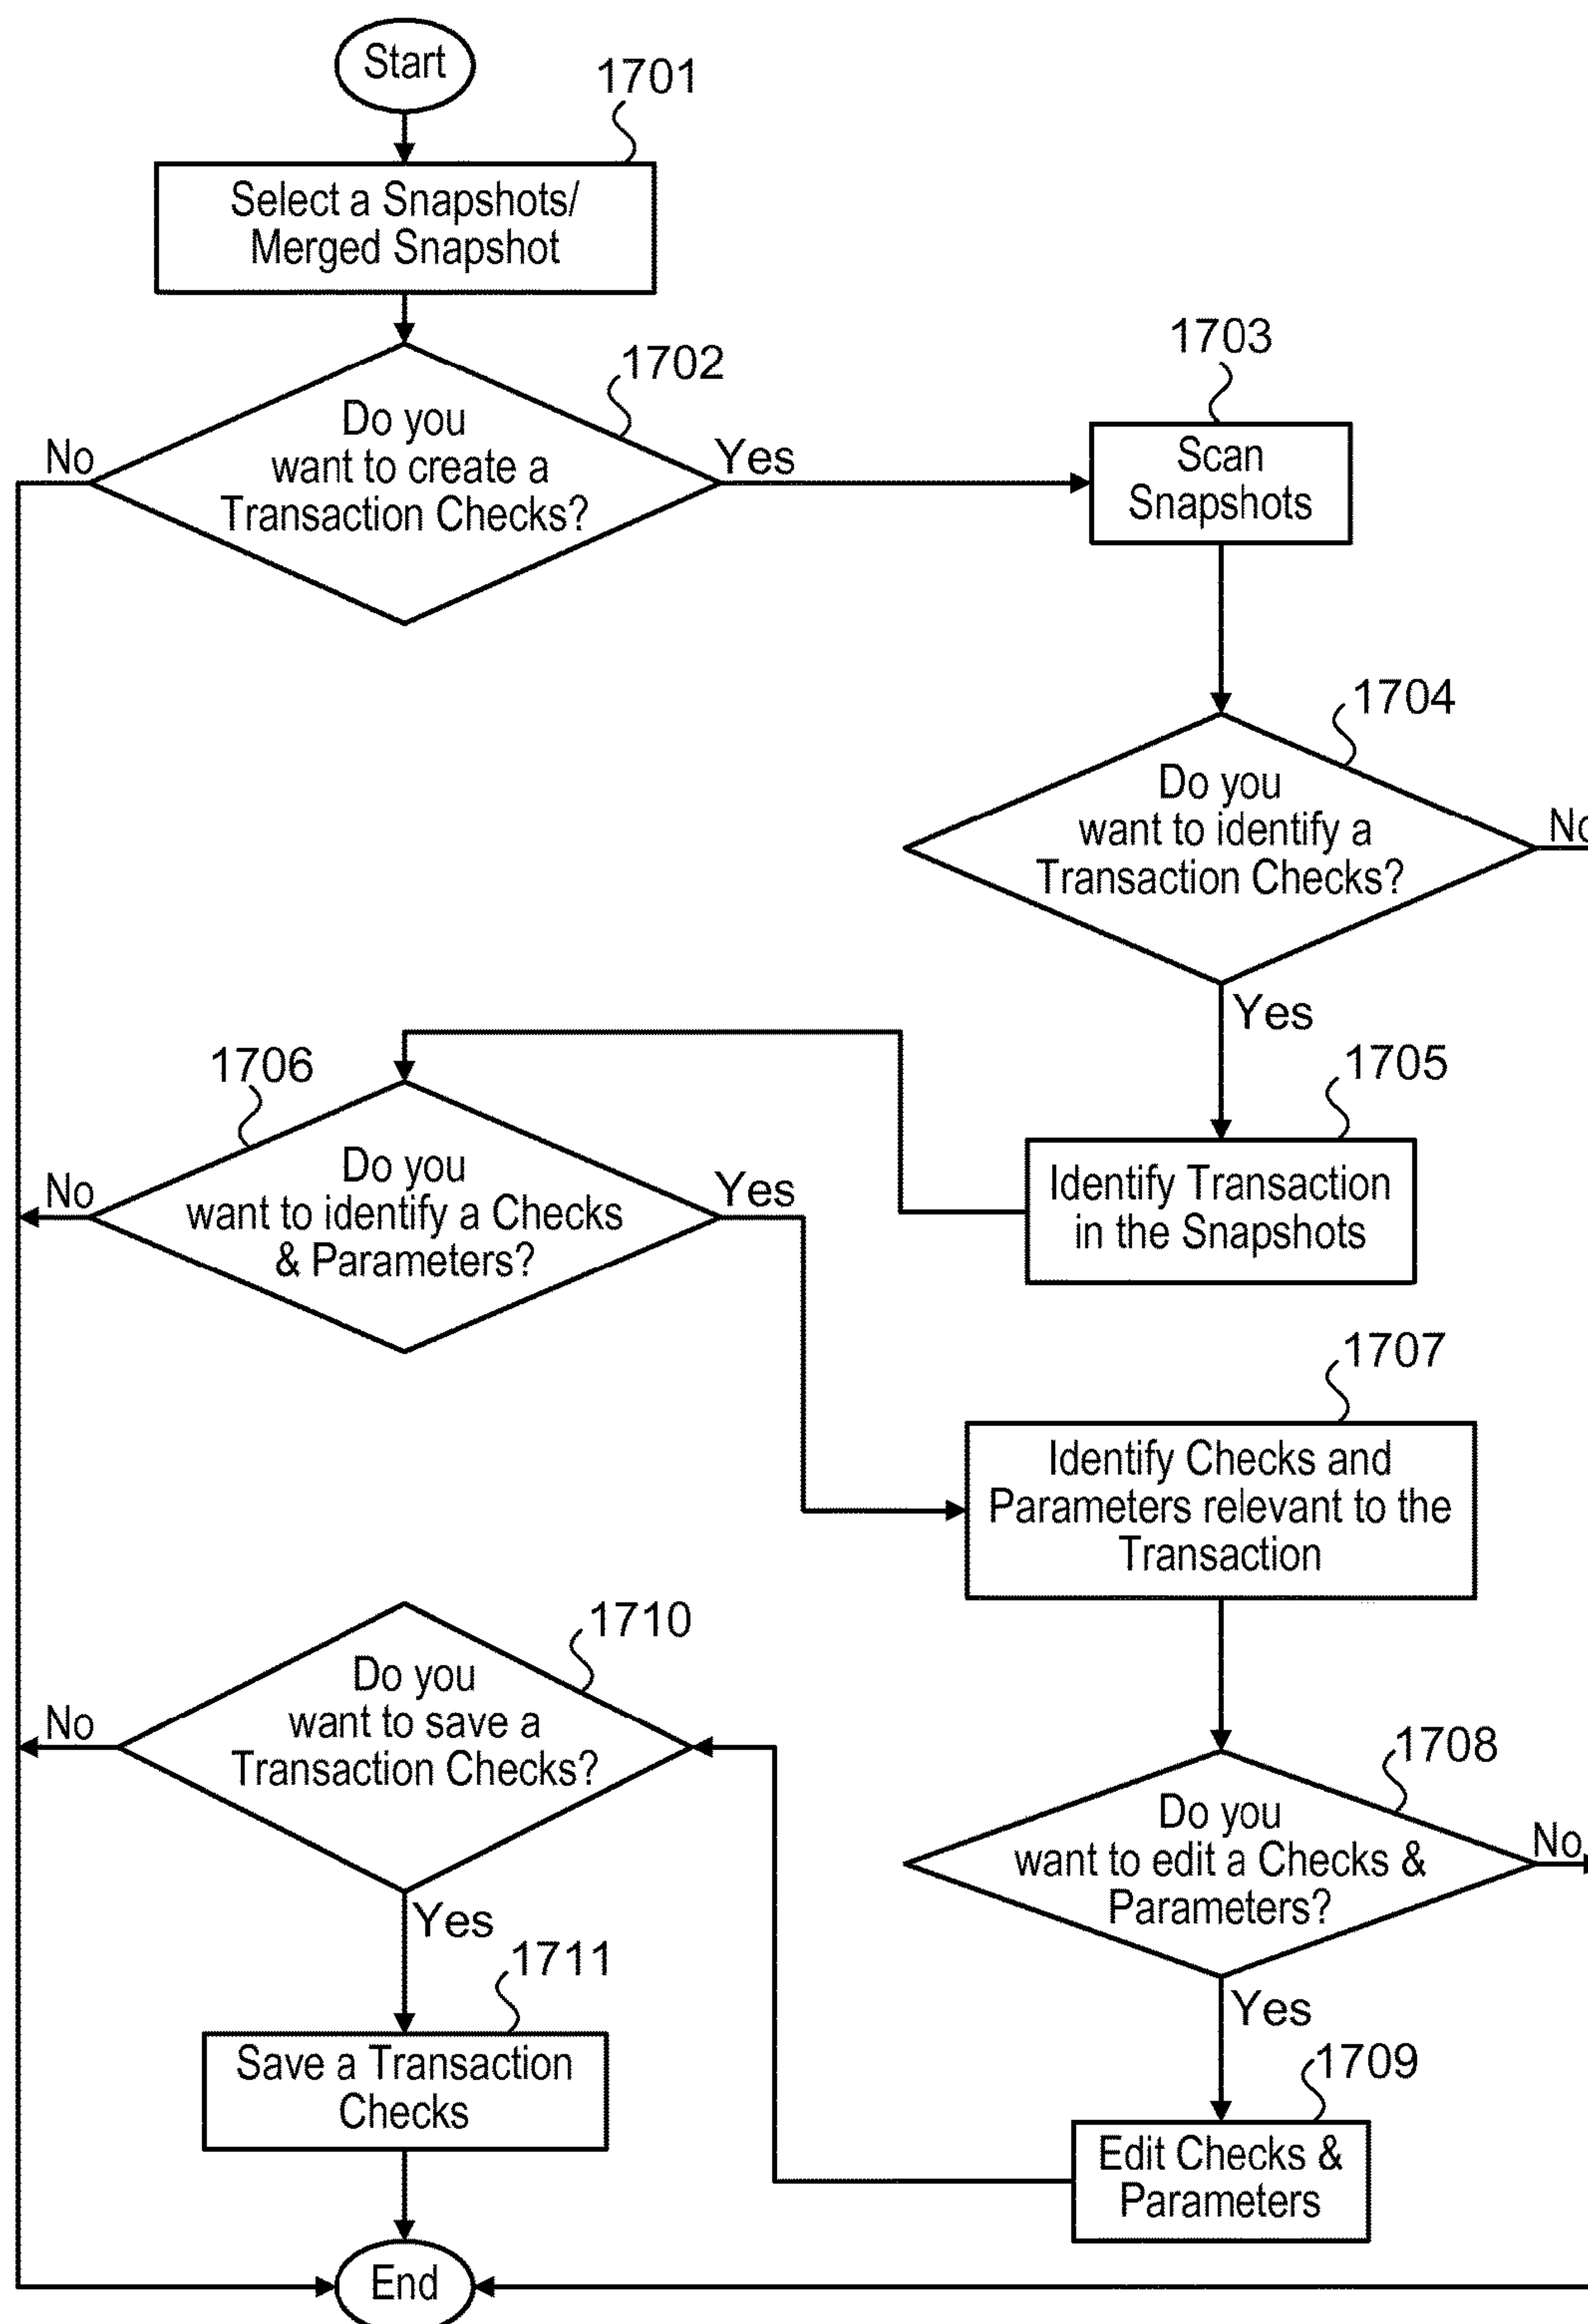 Start
1701
Select a Snapshots/
Merged Snapshot
1702
Do you
want to create a
Transaction Checks?
No
Yes
1703
Scan
Snapshots
1704
Do you
want to identify a
Transaction Checks?
No
Yes
1705
Identify Transaction
in the Snapshots
1706
Do you
want to identify a Checks
& Parameters?
No
Yes
1707
Identify Checks and
Parameters relevant to the
Transaction
1708
Do you
want to edit a Checks &
Parameters?
No
Yes
1709
Edit Checks &
Parameters
1710
Do you
want to save a
Transaction Checks?
No
Yes
1711
Save a Transaction
Checks
End